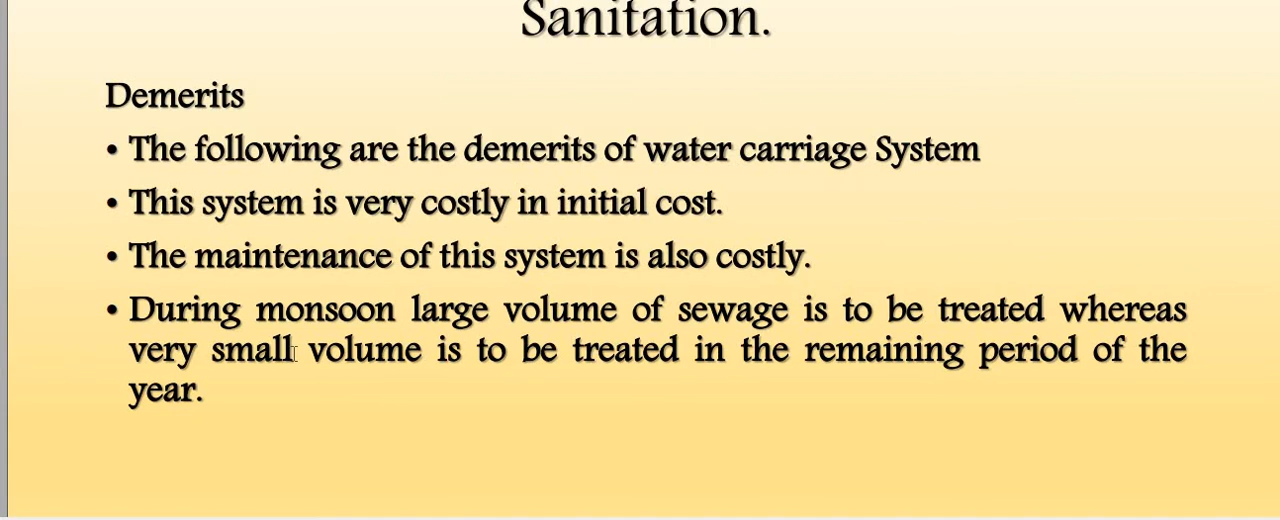 Sanitation.
Demerits
• The following are the demerits of water carriage System
• This system is very costly in initial cost.
• The maintenance of this system is also costly.
• During monsoon large volume of sewage is to be treated whereas
very small volume is to be treated in the remaining period of the
year.